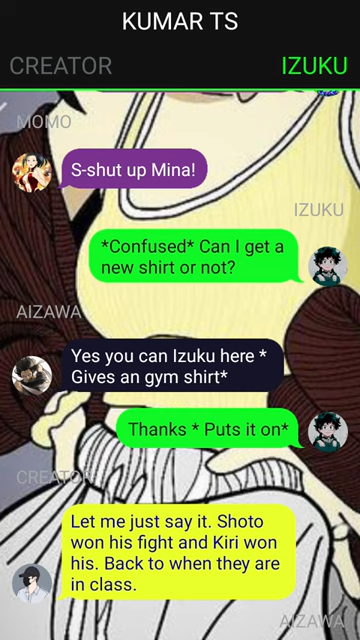 KUMAR TS
CREATOR IZUKU
MOMO
S-shut up Mina!
IZUKU
*Confused* Can I get a
new shirt or not?
AIZAWA
Yes you can Izuku here *
Gives an gym shirt*
Thanks * Puts it on*
CREATOR
Let me just say it. Shoto
won his fight and Kiri won
his. Back to when they are
in class.
AIZAWA